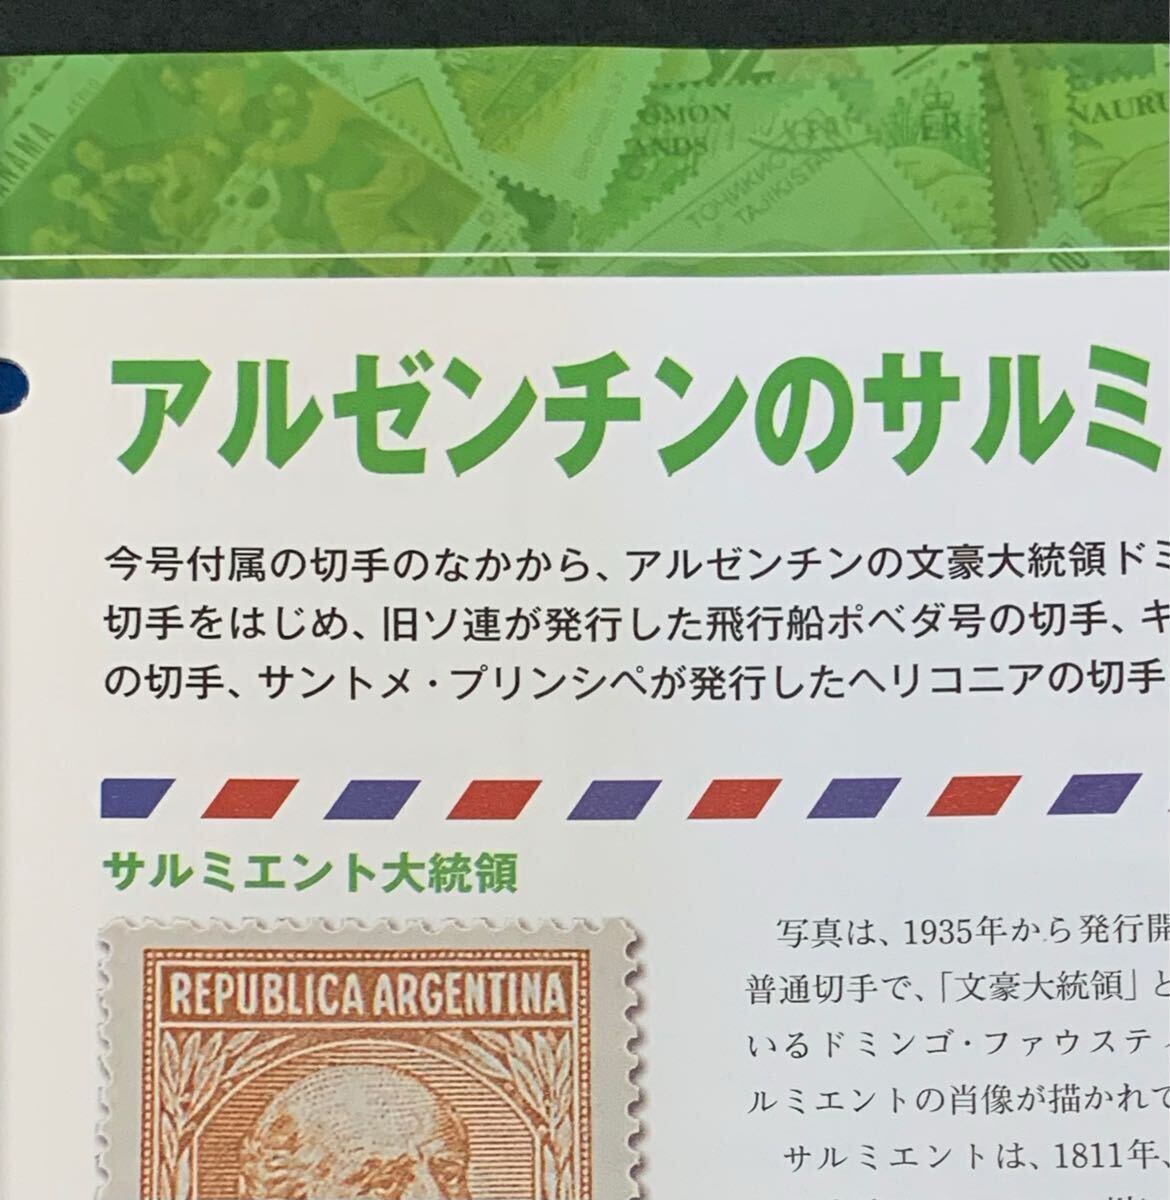 ANAMA
OMON
ANDS
ER
NAURU
ТОҶИКИСТ
TAJIKISTA
アルゼンチンのサルミ
今号付属の切手のなかから、アルゼンチンの文豪大統領ドミ
切手をはじめ、旧ソ連が発行した飛行船ポベダ号の切手、キ
の切手、サントメ・プリンシペが発行したヘリコニアの切手
サルミエント大統領
REPUBLICA ARGENTINA
写真は、1935年から発行開
普通切手で、「文豪大統領」と
いるドミンゴ・ファウスティ
ルミエントの肖像が描かれて
サルミエントは、1811年、